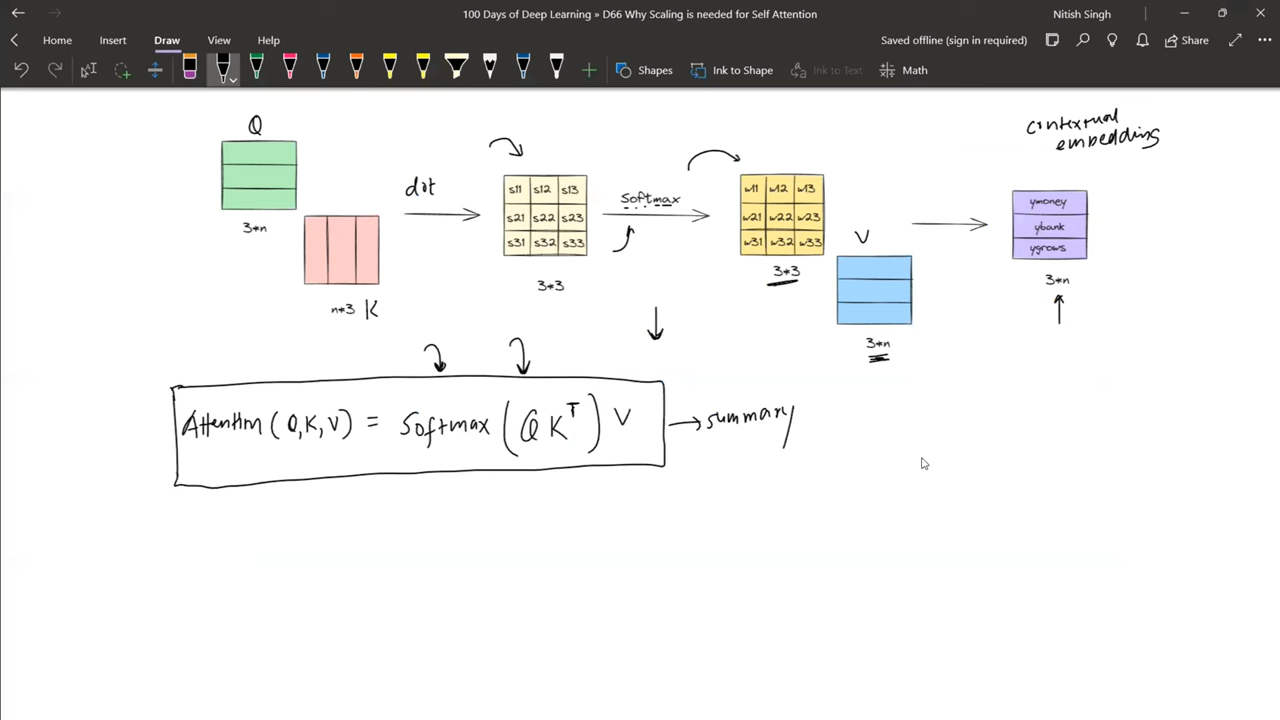 100 Days of Deep Learning » D66 Why Scaling is needed for Self Attention
Nitish Singh
Home Insert Draw View Help
Saved offline (sign in required)
Share
Shapes
Ink to Shape
Ink to Text
Math
Q
3*n
n*3 K
dot
s11 s12 s13
s21 s22 s23
s31 s32 s33
3*3
softmax
w11 w12 w13
w21 w22 w23
w31 w32 w33
3*3
V
3*n
contextual
embedding
ymoney
ybank
ygrows
3*n
Attention (Q,K,V) = Softmax (QK^T) V
summary